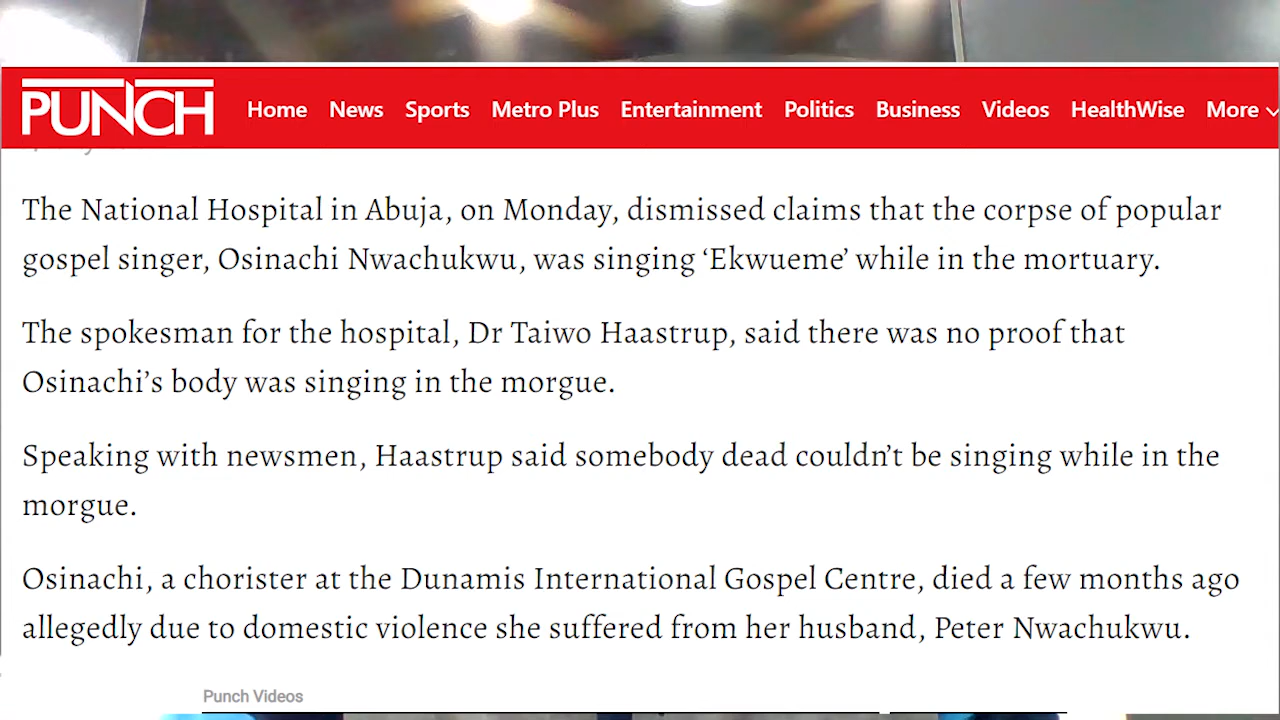 PUNCH Home News Sports Metro Plus Entertainment Politics Business Videos HealthWise More
The National Hospital in Abuja, on Monday, dismissed claims that the corpse of popular
gospel singer, Osinachi Nwachukwu, was singing ‘Ekwueme’ while in the mortuary.
The spokesman for the hospital, Dr Taiwo Haastrup, said there was no proof that
Osinachi’s body was singing in the morgue.
Speaking with newsmen, Haastrup said somebody dead couldn’t be singing while in the
morgue.
Osinachi, a chorister at the Dunamis International Gospel Centre, died a few months ago
allegedly due to domestic violence she suffered from her husband, Peter Nwachukwu.
Punch Videos